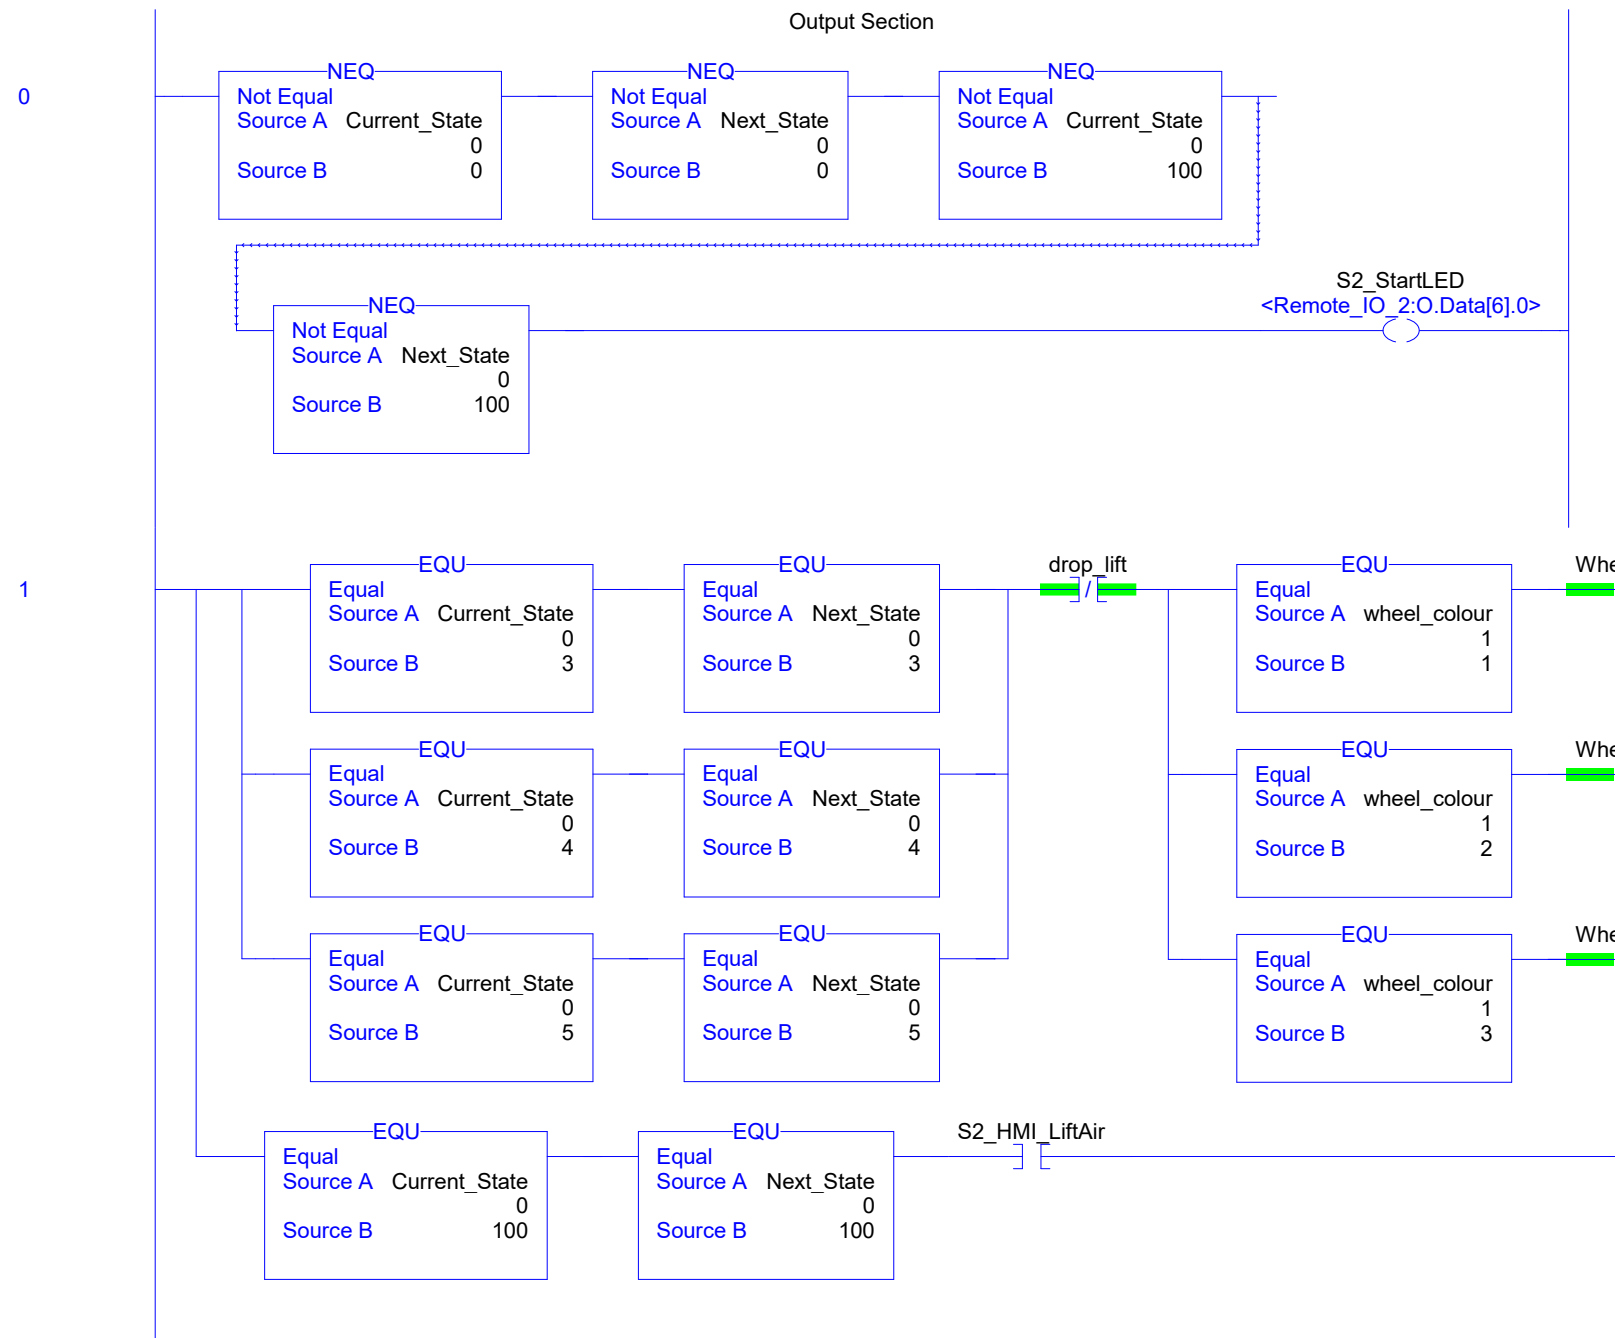 Output Section
0
NEQ
Not Equal
Source A Current_State
0
Source B 0
NEQ
Not Equal
Source A Next_State
0
Source B 0
NEQ
Not Equal
Source A Current_State
0
Source B 100
NEQ
Not Equal
Source A Next_State
0
Source B 100
S2_StartLED
<Remote_IO_2:O.Data[6].0>
1
EQU
Equal
Source A Current_State
0
Source B 3
EQU
Equal
Source A Next_State
0
Source B 3
drop_lift
/
EQU
Equal
Source A wheel_colour
1
Source B 1
Whe
EQU
Equal
Source A Current_State
0
Source B 4
EQU
Equal
Source A Next_State
0
Source B 4
EQU
Equal
Source A wheel_colour
1
Source B 2
Whe
EQU
Equal
Source A Current_State
0
Source B 5
EQU
Equal
Source A Next_State
0
Source B 5
EQU
Equal
Source A wheel_colour
1
Source B 3
Whe
EQU
Equal
Source A Current_State
0
Source B 100
EQU
Equal
Source A Next_State
0
Source B 100
S2_HMI_LiftAir